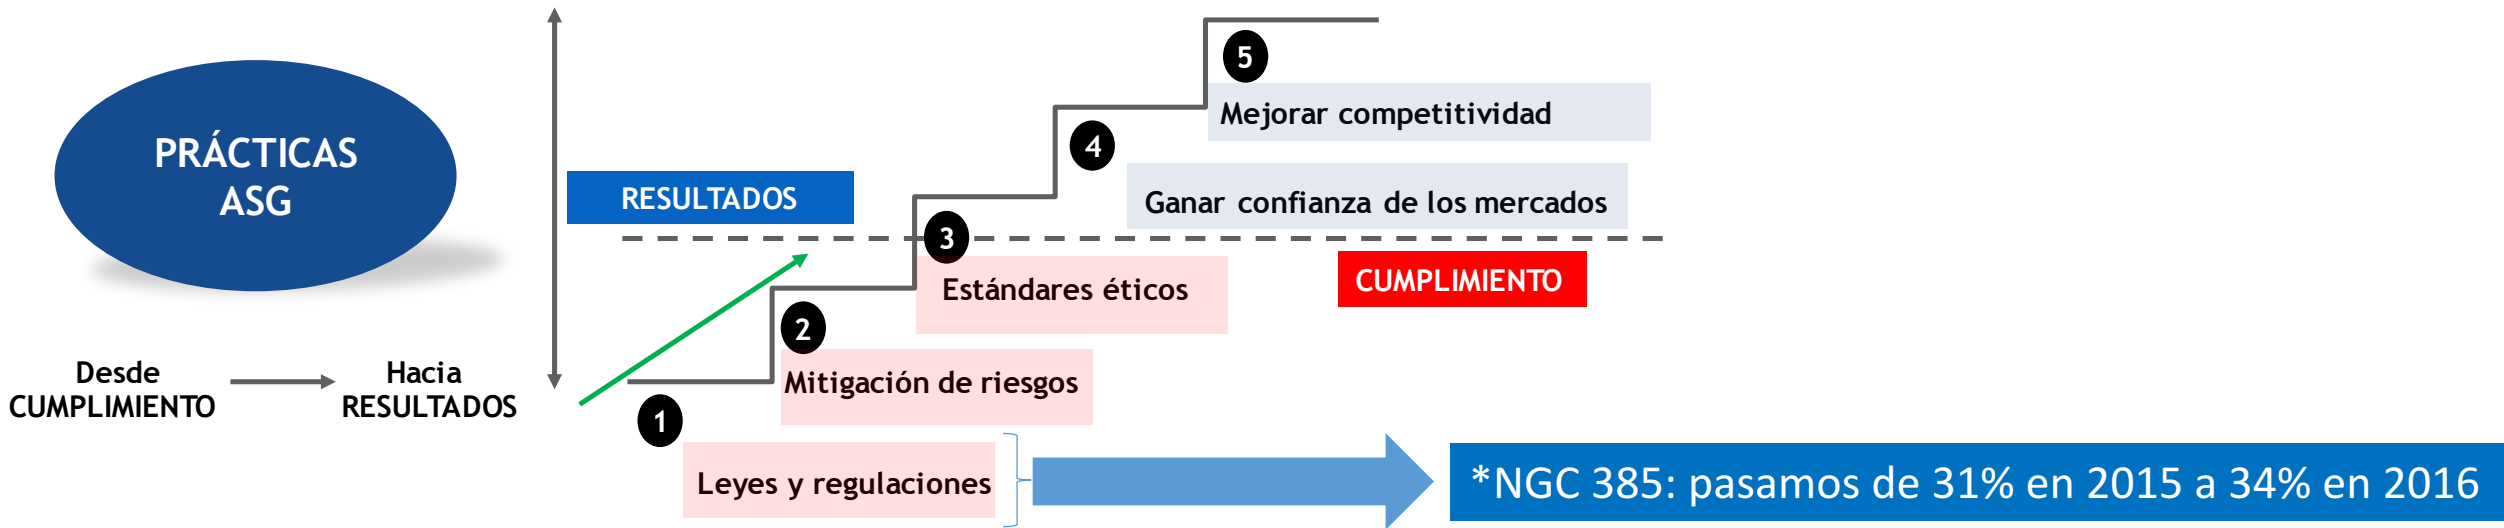 PRÁCTICAS
ASG
Desde
CUMPLIMIENTO
Hacia
RESULTADOS
RESULTADOS
5
Mejorar competitividad
4
Ganar confianza de los mercados
3
Estándares éticos
CUMPLIMIENTO
2
Mitigación de riesgos
1
Leyes y regulaciones
*NGC 385: pasamos de 31% en 2015 a 34% en 2016